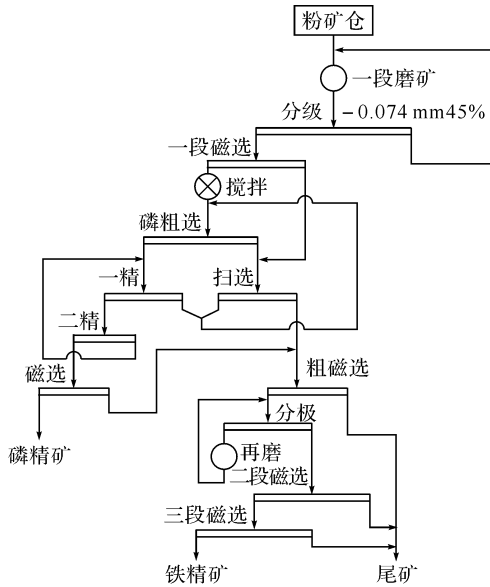 粉矿仓
一段磨矿
分级 -0.074 mm45%
一段磁选
搅拌
磷粗选
一精
扫选
二精
磁选
粗磁选
分极
磷精矿
再磨
二段磁选
三段磁选
铁精矿
尾矿